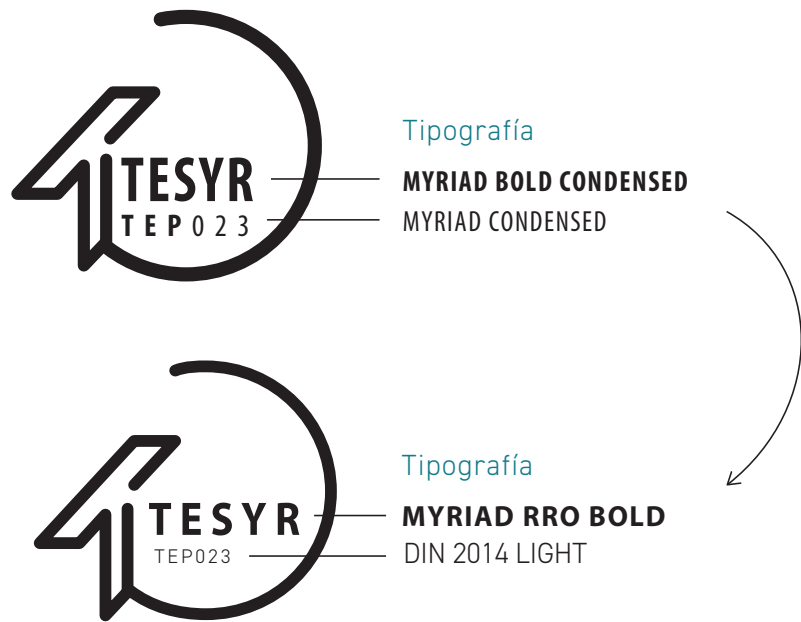 Tipografía
TESYR
MYRIAD BOLD CONDENSED
TEP023
MYRIAD CONDENSED
Tipografía
TESYR
MYRIAD RRO BOLD
TEP023
DIN 2014 LIGHT